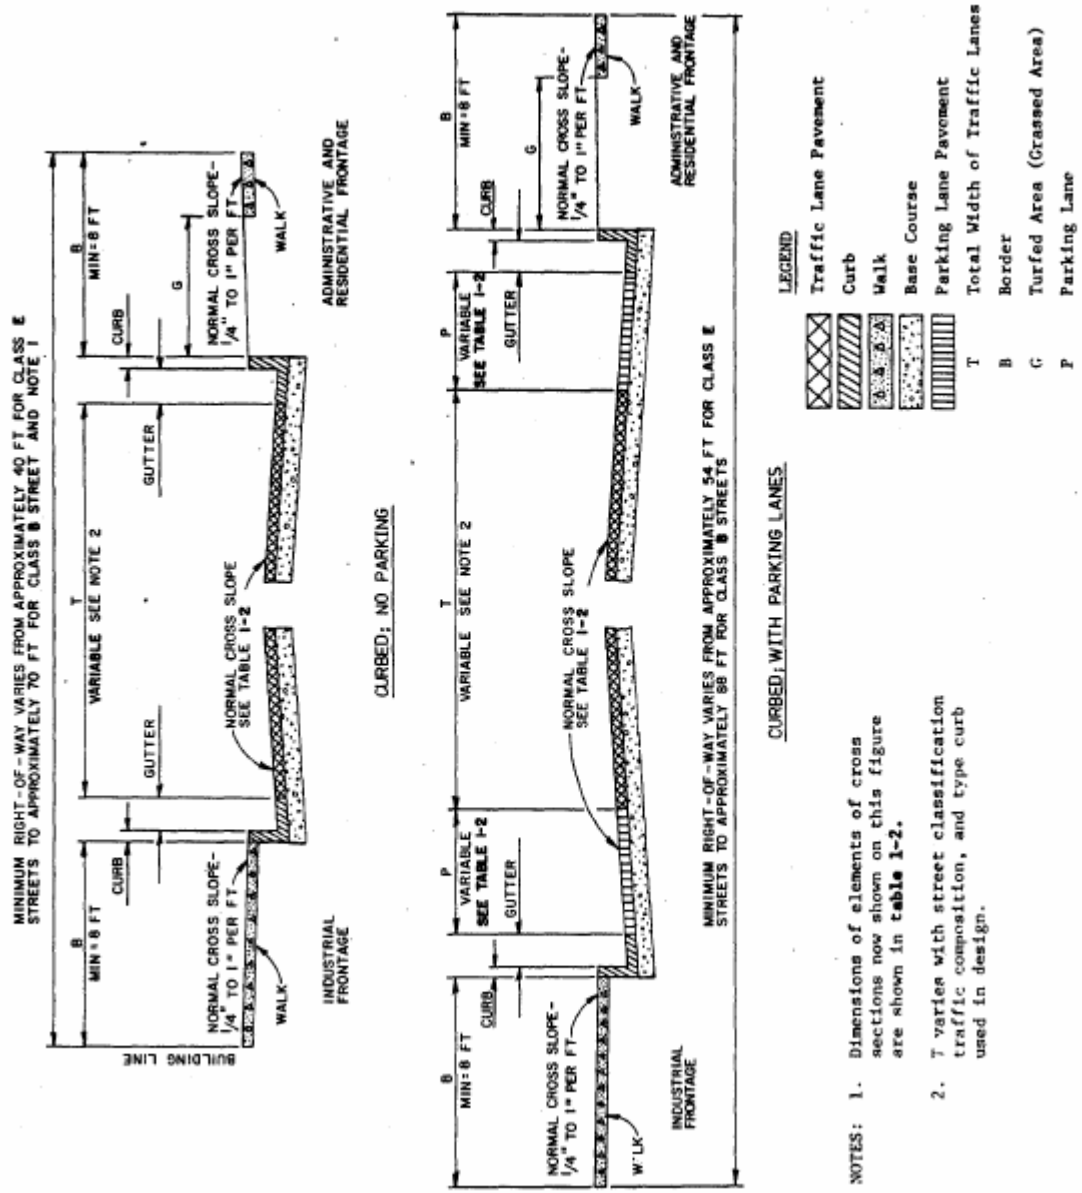 MINIMUM RIGHT-OF-WAY VARIES FROM APPROXIMATELY 40 FT FOR CLASS E
STREETS TO APPROXIMATELY 70 FT FOR CLASS B STREET AND NOTE 1
BUILDING LINE
B
MIN=8 FT
T
VARIABLE SEE NOTE 2
B
MIN=8 FT
CURB
GUTTER
GUTTER
CURB
G
NORMAL CROSS SLOPE-
1/4" TO 1" PER FT
WALK
NORMAL CROSS SLOPE
SEE TABLE 1-2
NORMAL CROSS SLOPE-
1/4" TO 1" PER FT
WALK
INDUSTRIAL
FRONTAGE
ADMINISTRATIVE AND
RESIDENTIAL FRONTAGE
CURBED; NO PARKING
B
MIN=8 FT
P
VARIABLE
SEE TABLE 1-2
T
VARIABLE SEE NOTE 2
P
VARIABLE
SEE TABLE 1-2
B
MIN=8 FT
CURB
GUTTER
GUTTER
CURB
G
NORMAL CROSS SLOPE-
1/4" TO 1" PER FT
W LK
NORMAL CROSS SLOPE
SEE TABLE 1-2
NORMAL CROSS SLOPE-
1/4" TO 1" PER FT
WALK
INDUSTRIAL
FRONTAGE
ADMINISTRATIVE AND
RESIDENTIAL FRONTAGE
MINIMUM RIGHT-OF-WAY VARIES FROM APPROXIMATELY 54 FT FOR CLASS E
STREETS TO APPROXIMATELY 88 FT FOR CLASS B STREETS
CURBED; WITH PARKING LANES
LEGEND
Traffic Lane Pavement
Curb
Walk
Base Course
Parking Lane Pavement
T Total Width of Traffic Lanes
B Border
G Turfed Area (Grassed Area)
P Parking Lane
NOTES: 1. Dimensions of elements of cross
sections now shown on this figure
are shown in table 1-2.
2. T varies with street classification
traffic composition, and type curb
used in design.